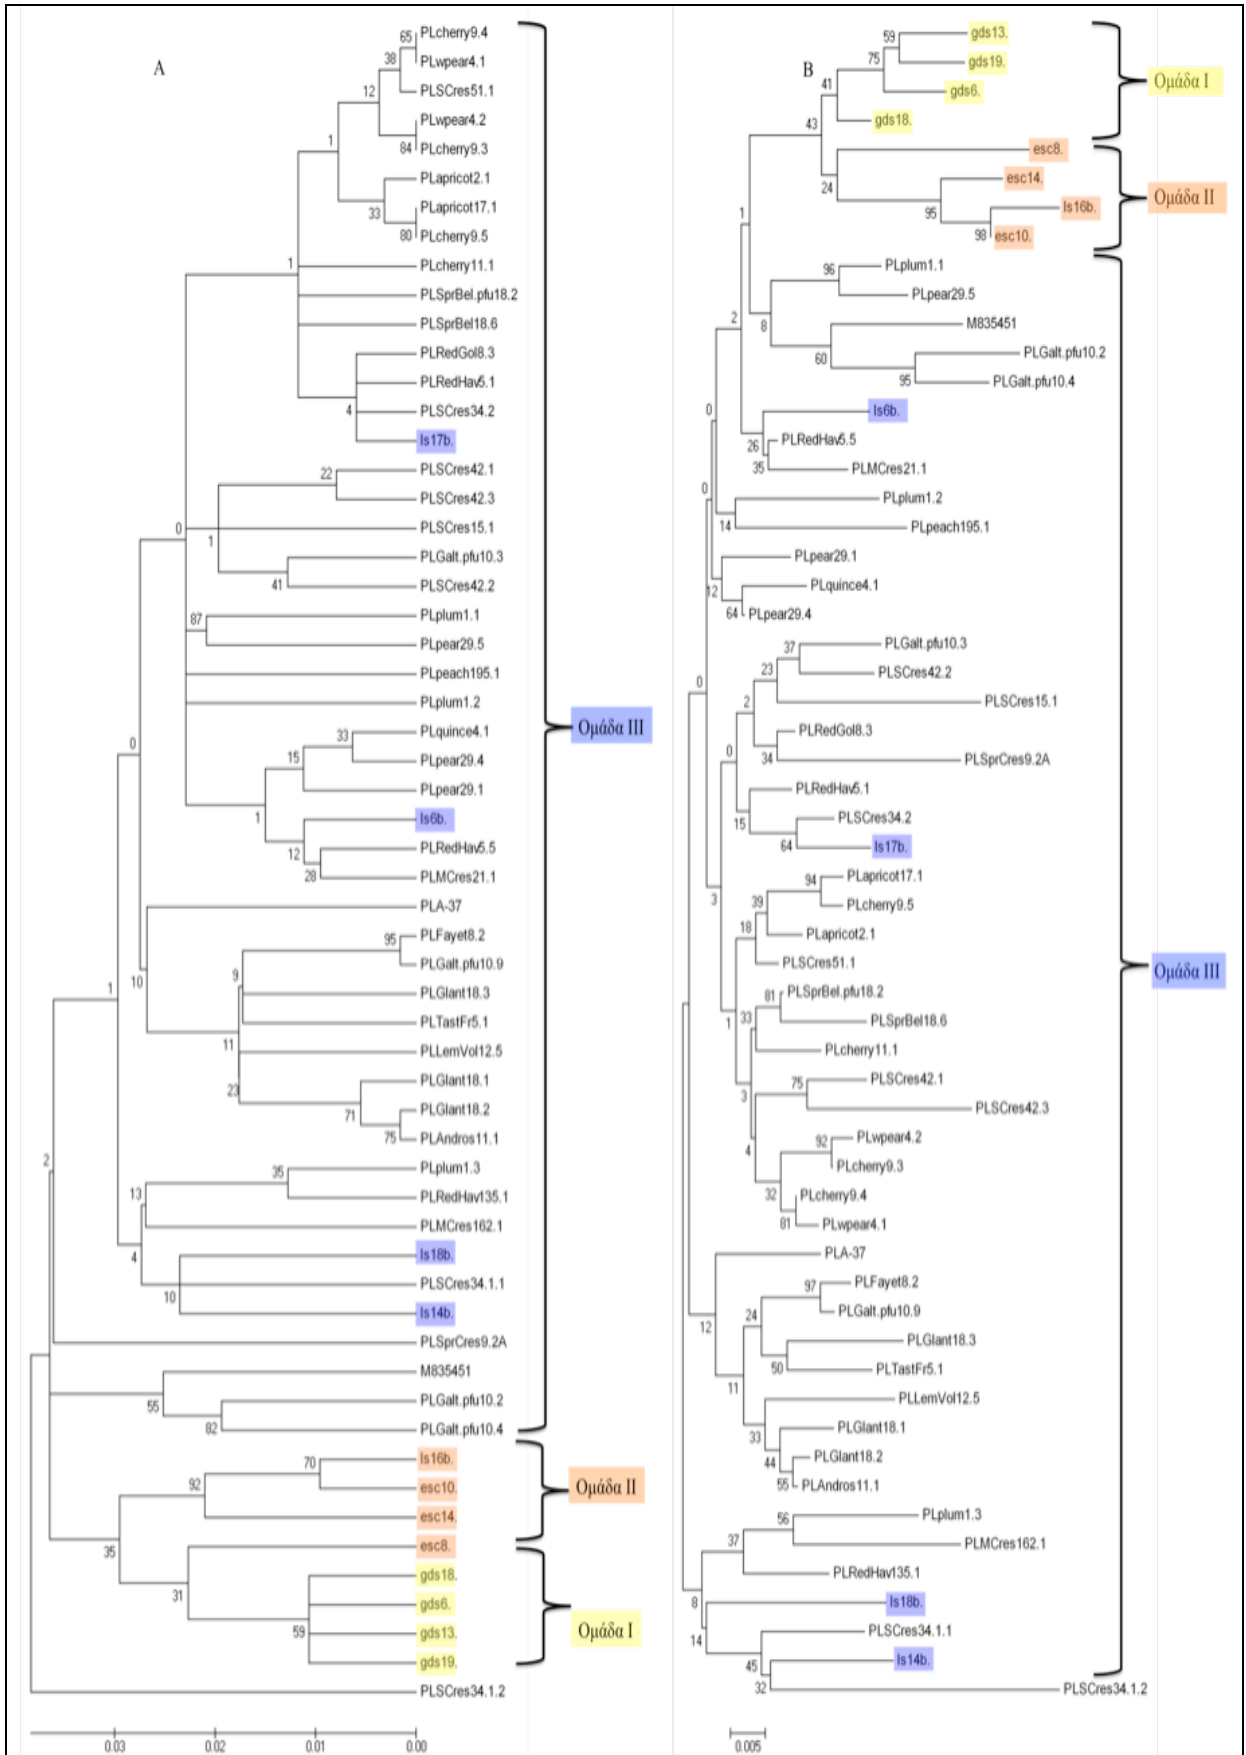 A
65
PLcherry9.4
38
PLwpear4.1
12
PLSCres51.1
PLwpear4.2
1
84
PLcherry9.3
PLapricot2.1
33
PLapricot17.1
80
PLcherry9.5
1
PLcherry11.1
PLSprBel.pfu18.2
PLSprBel18.6
PLRedGol8.3
PLRedHav5.1
4
PLSCres34.2
Is17b.
22
PLSCres42.1
PLSCres42.3
0
PLSCres15.1
1
PLGalt.pfu10.3
41
PLSCres42.2
87
PLplum1.1
PLpear29.5
PLpeach195.1
PLplum1.2
Ομάδα III
33
PLquince4.1
0
15
PLpear29.4
PLpear29.1
1
Is6b.
12
PLRedHav5.5
28
PLMCres21.1
PLA-37
95
PLFayet8.2
PLGalt.pfu10.9
10
9
PLGlant18.3
1
PLTastFr5.1
11
PLLemVol12.5
23
PLGlant18.1
71
PLGlant18.2
75
PLAndros11.1
2
35
PLplum1.3
13
PLRedHav135.1
PLMCres162.1
4
Is18b.
10
PLSCres34.1.1
Is14b.
PLSprCres9.2A
M835451
55
PLGalt.pfu10.2
82
PLGalt.pfu10.4
70
Is16b.
92
esc10.
Ομάδα II
esc14.
35
esc8.
31
gds18.
gds6.
59
gds13.
Ομάδα I
gds19.
PLSCres34.1.2
0.03 0.02 0.01 0.00
B
59
gds13.
75
gds19.
Ομάδα I
41
gds6.
43
gds18.
esc8.
24
esc14.
Ομάδα II
95
Is16b.
1
98
esc10.
96
PLplum1.1
PLpear29.5
2
8
M835451
60
PLGalt.pfu10.2
95
PLGalt.pfu10.4
0
Is6b.
26
PLRedHav5.5
35
PLMCres21.1
0
PLplum1.2
14
PLpeach195.1
PLpear29.1
12
PLquince4.1
64
PLpear29.4
37
PLGalt.pfu10.3
0
23
PLSCres42.2
2
PLSCres15.1
PLRedGol8.3
0
34
PLSprCres9.2A
PLRedHav5.1
15
PLSCres34.2
64
Is17b.
94
PLapricot17.1
3
39
PLcherry9.5
18
PLapricot2.1
PLSCres51.1
Ομάδα III
81
PLSprBel.pfu18.2
1
33
PLSprBel18.6
PLcherry11.1
75
PLSCres42.1
3
PLSCres42.3
92
PLwpear4.2
4
PLcherry9.3
32
PLcherry9.4
81
PLwpear4.1
PLA-37
97
PLFayet8.2
24
PLGalt.pfu10.9
12
PLGlant18.3
50
PLTastFr5.1
11
PLLemVol12.5
33
PLGlant18.1
44
PLGlant18.2
55
PLAndros11.1
56
PLplum1.3
37
PLMCres162.1
PLRedHav135.1
8
Is18b.
14
PLSCres34.1.1
45
Is14b.
32
PLSCres34.1.2
0.005